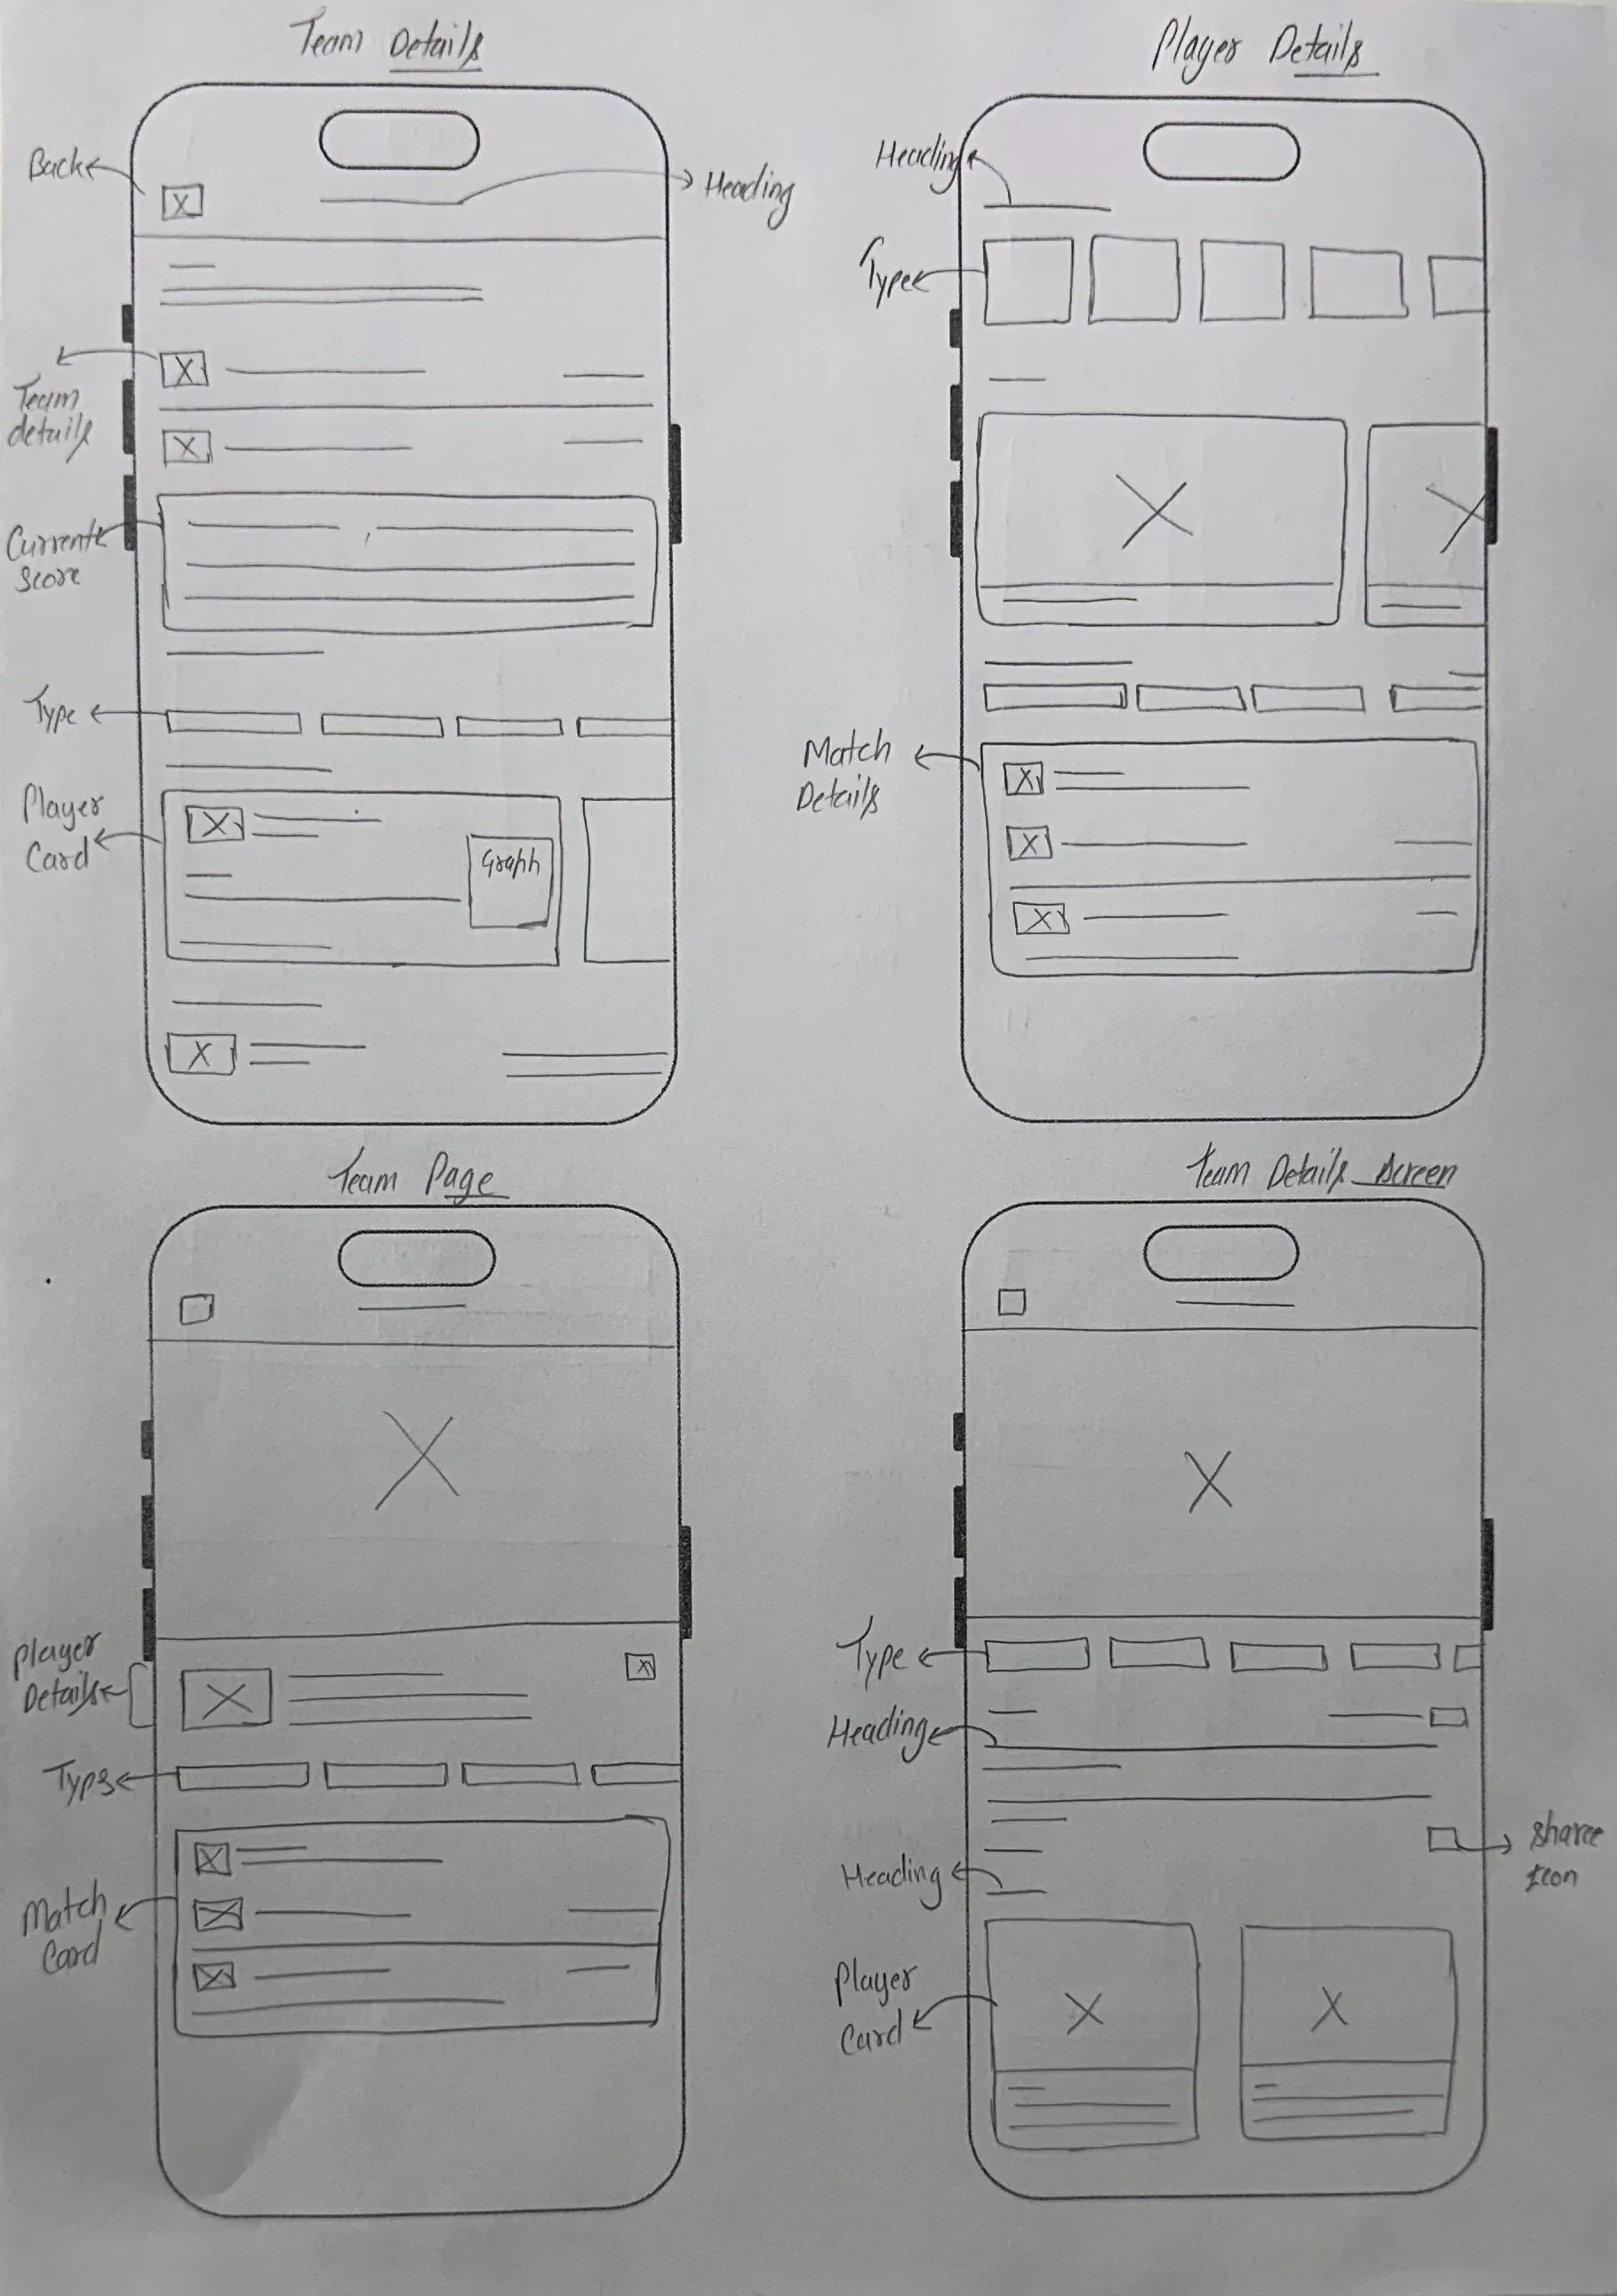 Team Details
Back
Heading
Team
details
Current
Score
Type
Player
Card
Graph
Player Details
Heading
Type
Match
Details
Team Page
Player
Details
Types
Match
Card
Team Details Screen
Type
Heading
Heading
Share
Icon
Player
Card